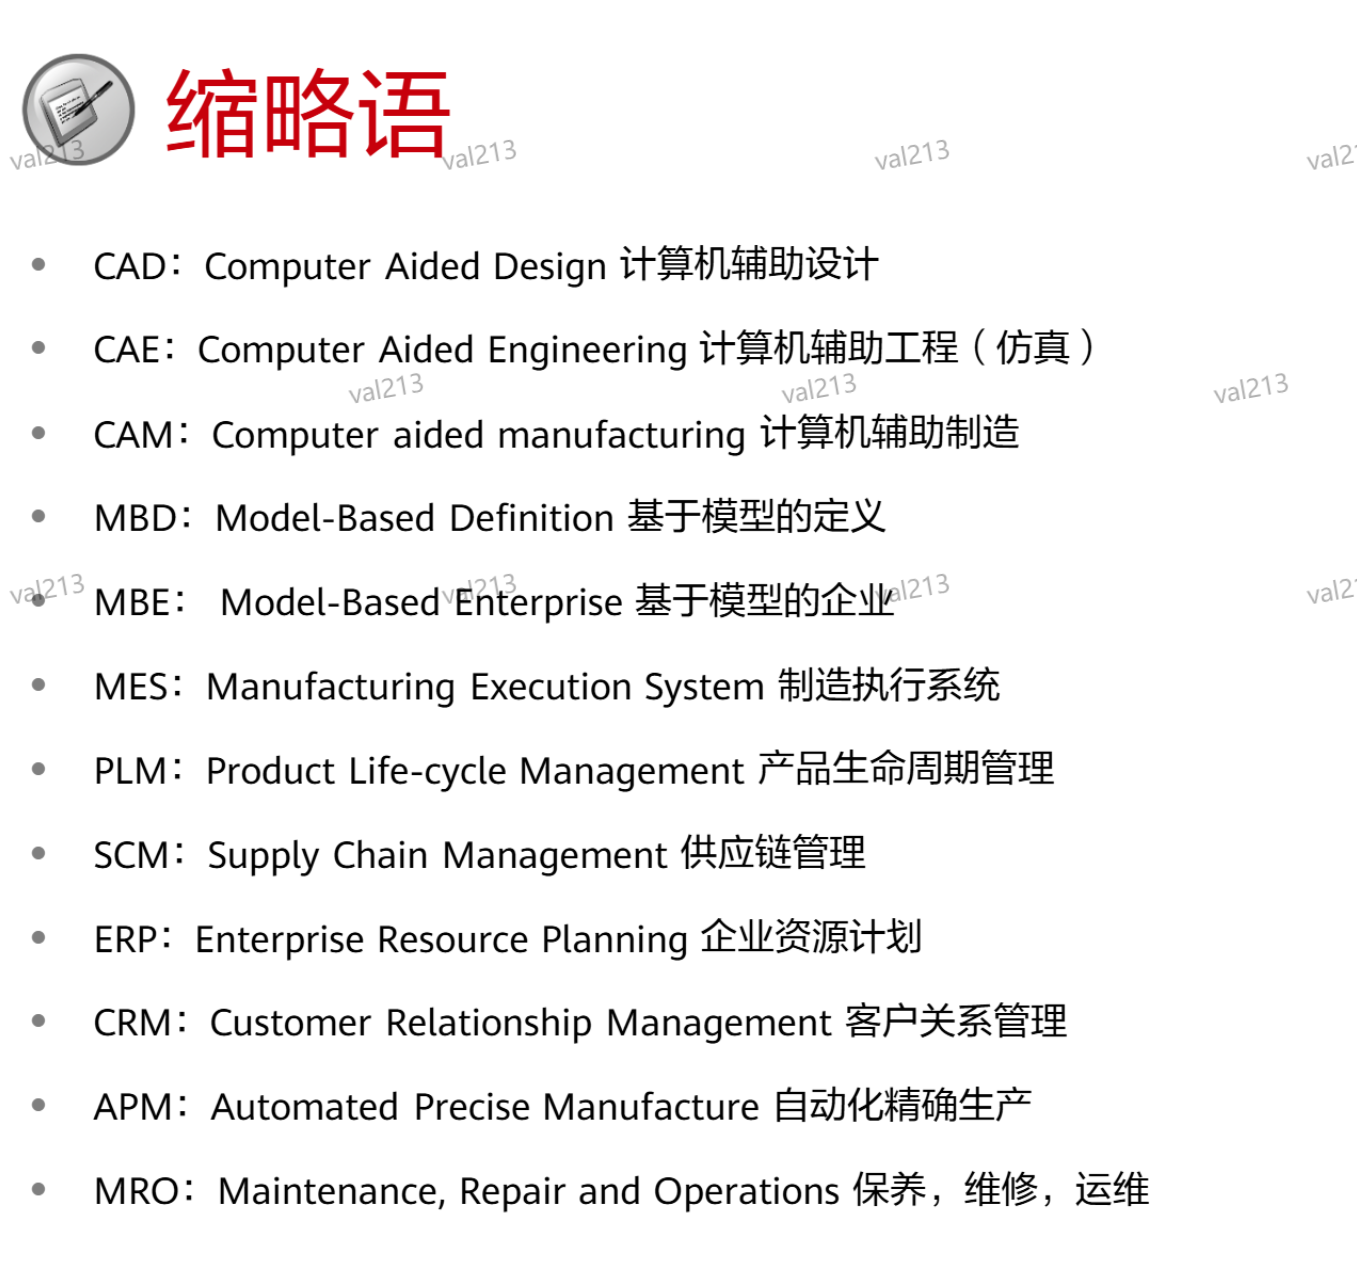 缩略语
val213 val213 val213 val2
CAD：Computer Aided Design 计算机辅助设计
CAE：Computer Aided Engineering 计算机辅助工程（仿真）
val213 val213 val213
CAM：Computer aided manufacturing 计算机辅助制造
MBD：Model-Based Definition 基于模型的定义
val213 val213 val213 val2
MBE： Model-Based Enterprise 基于模型的企业
MES：Manufacturing Execution System 制造执行系统
PLM：Product Life-cycle Management 产品生命周期管理
SCM：Supply Chain Management 供应链管理
ERP：Enterprise Resource Planning 企业资源计划
CRM：Customer Relationship Management 客户关系管理
APM：Automated Precise Manufacture 自动化精确生产
MRO：Maintenance, Repair and Operations 保养，维修，运维